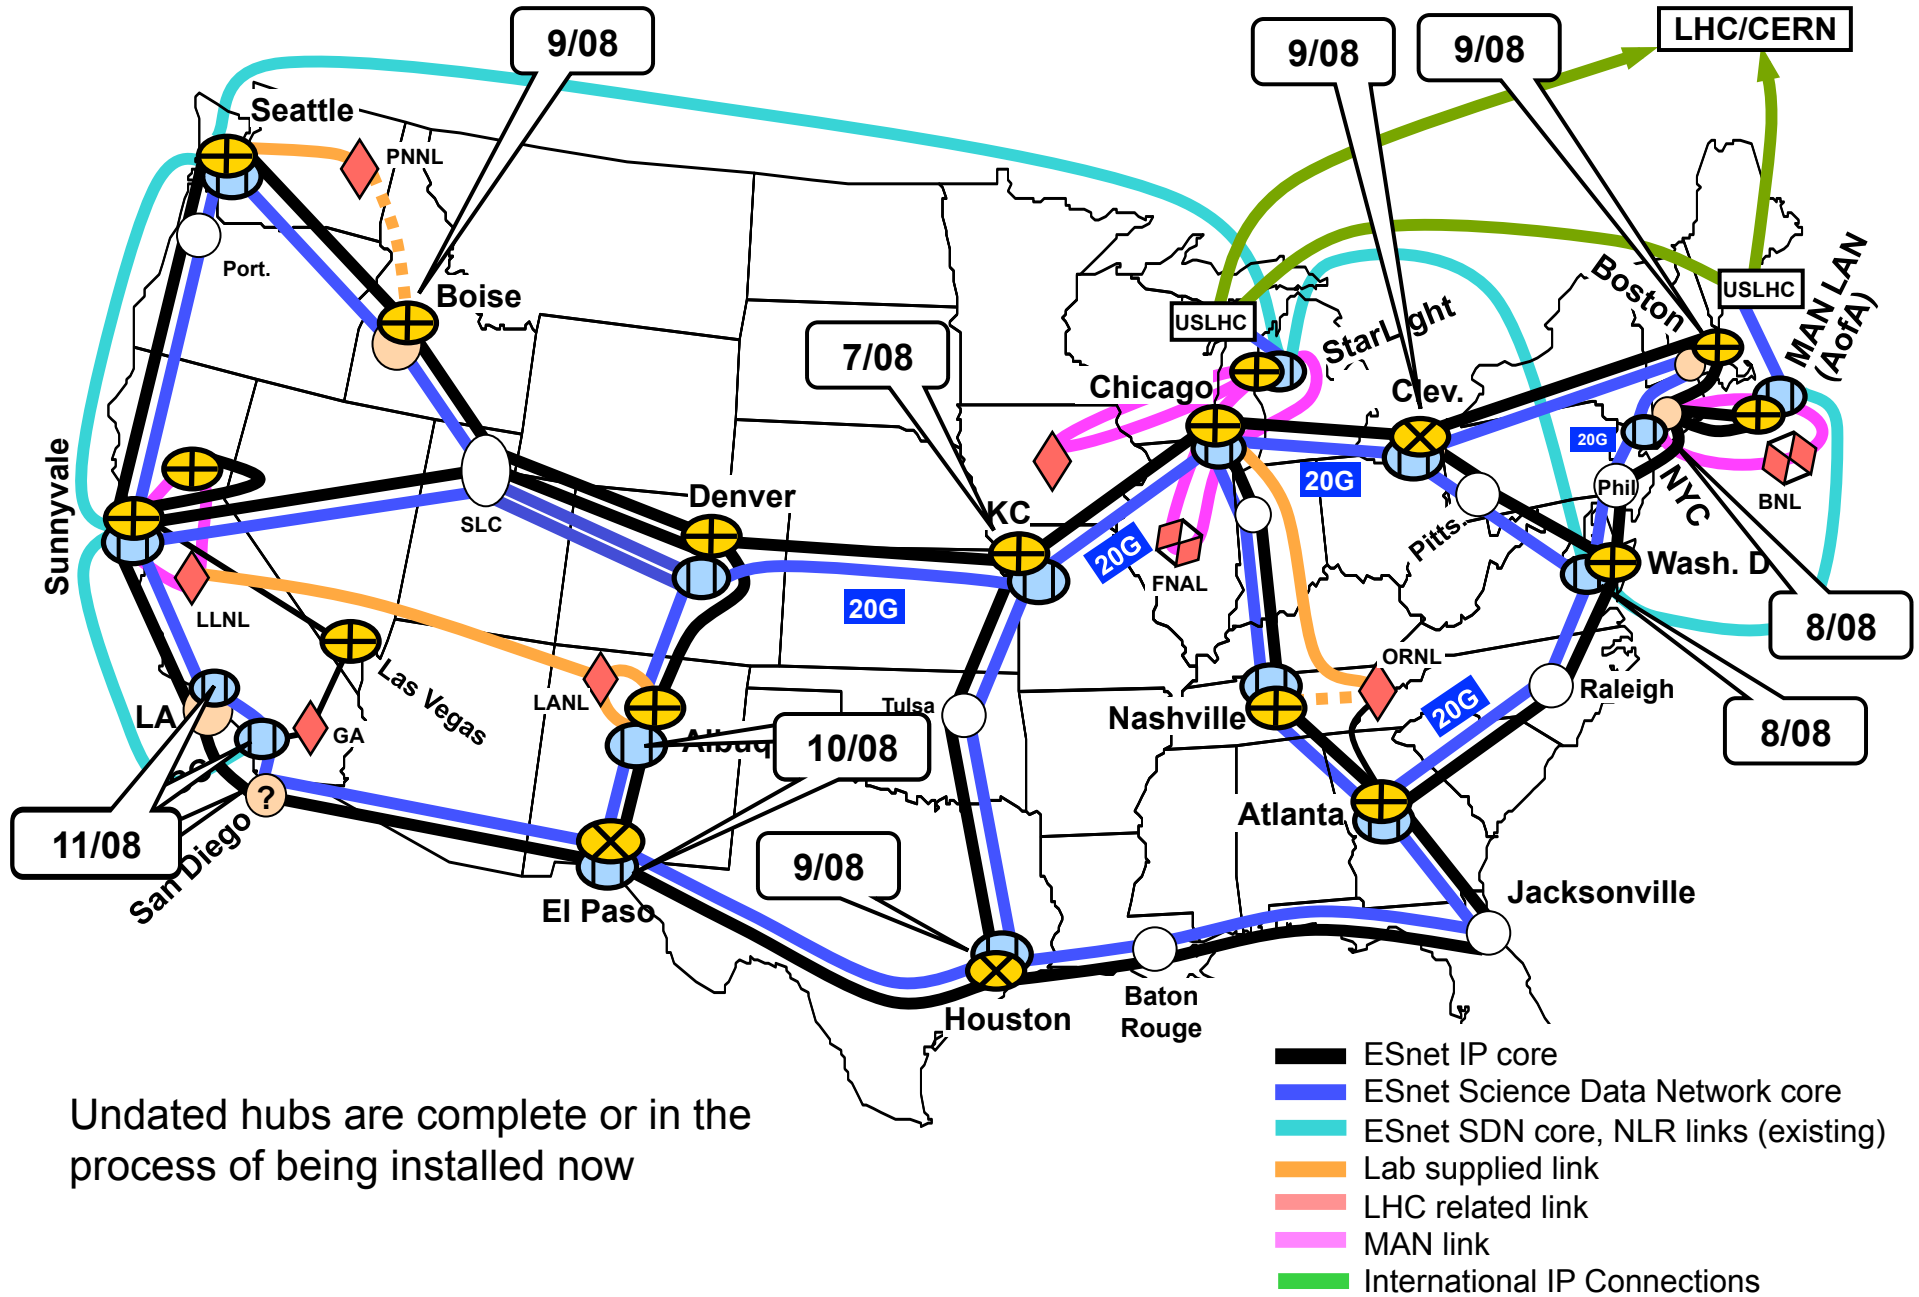 9/08
9/08
9/08
LHC/CERN
Seattle
PNNL
Port.
Boise
USLHC
USLHC
Boston
MAN LAN
(AofA)
StarLight
7/08
Chicago
Clev.
20G
20G
Sunnyvale
SLC
Denver
KC
20G
Phil
NYC
BNL
Pitts.
FNAL
Wash. D
LLNL
20G
8/08
ORNL
LANL
Las Vegas
LA
GA
Tulsa
Nashville
20G
Raleigh
Albuq
10/08
8/08
?
11/08
San Diego
Atlanta
9/08
El Paso
Jacksonville
Houston
Baton
Rouge
Undated hubs are complete or in the
process of being installed now
ESnet IP core
ESnet Science Data Network core
ESnet SDN core, NLR links (existing)
Lab supplied link
LHC related link
MAN link
International IP Connections